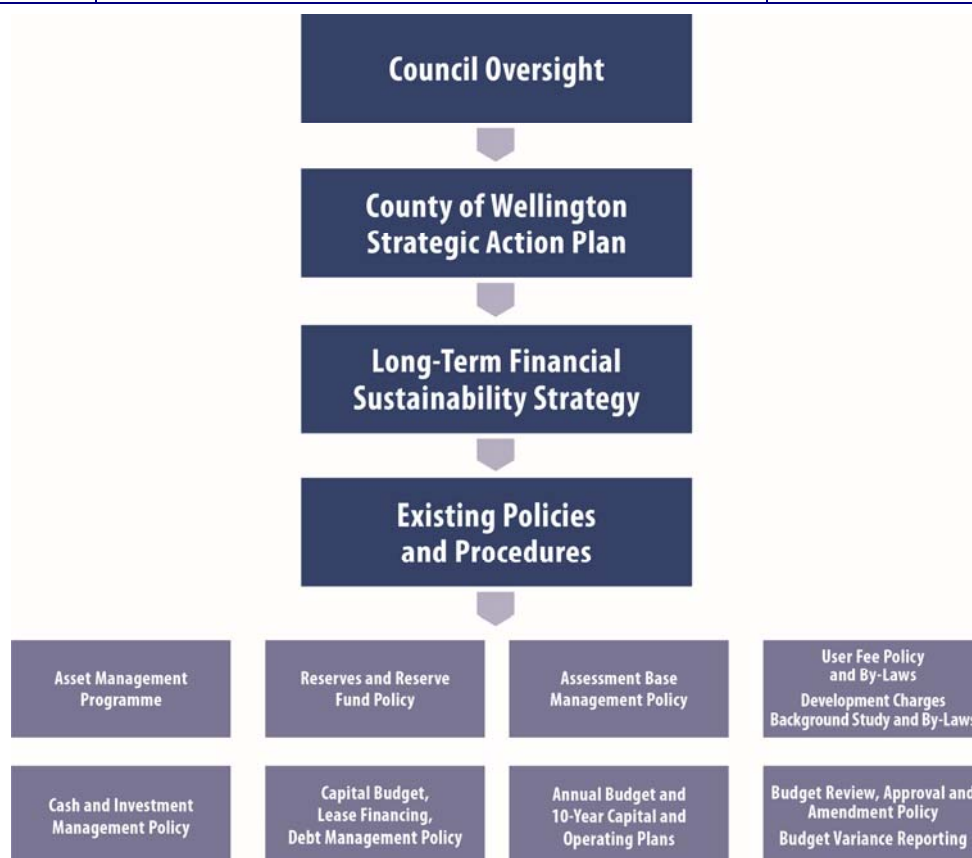 Council Oversight
County of Wellington
Strategic Action Plan
Long-Term Financial
Sustainability Strategy
Existing Policies
and Procedures
Asset Management
Programme
Reserves and Reserve
Fund Policy
Assessment Base
Management Policy
User Fee Policy
and By-Laws
Development Charges
Background Study and By-Laws
Cash and Investment
Management Policy
Capital Budget,
Lease Financing,
Debt Management Policy
Annual Budget and
10-Year Capital and
Operating Plans
Budget Review, Approval and
Amendment Policy
Budget Variance Reporting